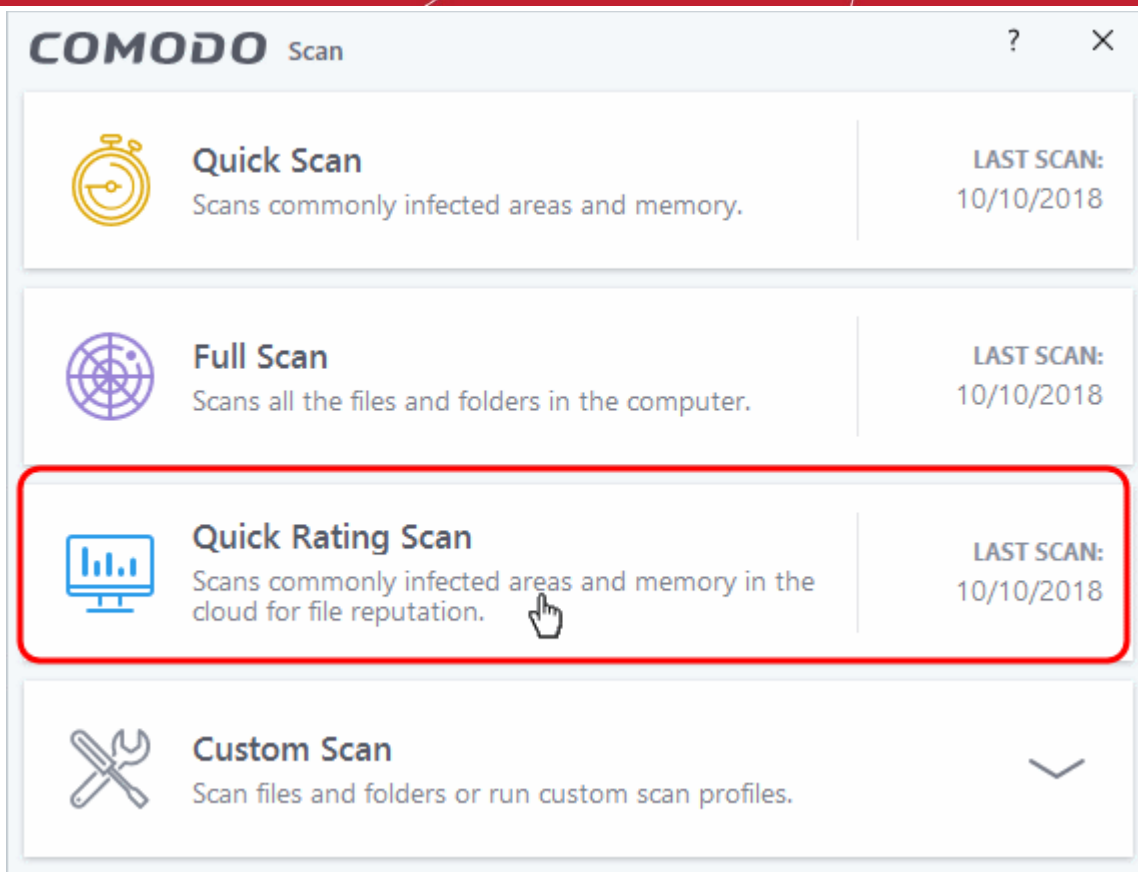 COMODO Scan
?
Quick Scan
Scans commonly infected areas and memory.
LAST SCAN:
10/10/2018
Full Scan
Scans all the files and folders in the computer.
LAST SCAN:
10/10/2018
Quick Rating Scan
Scans commonly infected areas and memory in the
cloud for file reputation.
LAST SCAN:
10/10/2018
Custom Scan
Scan files and folders or run custom scan profiles.